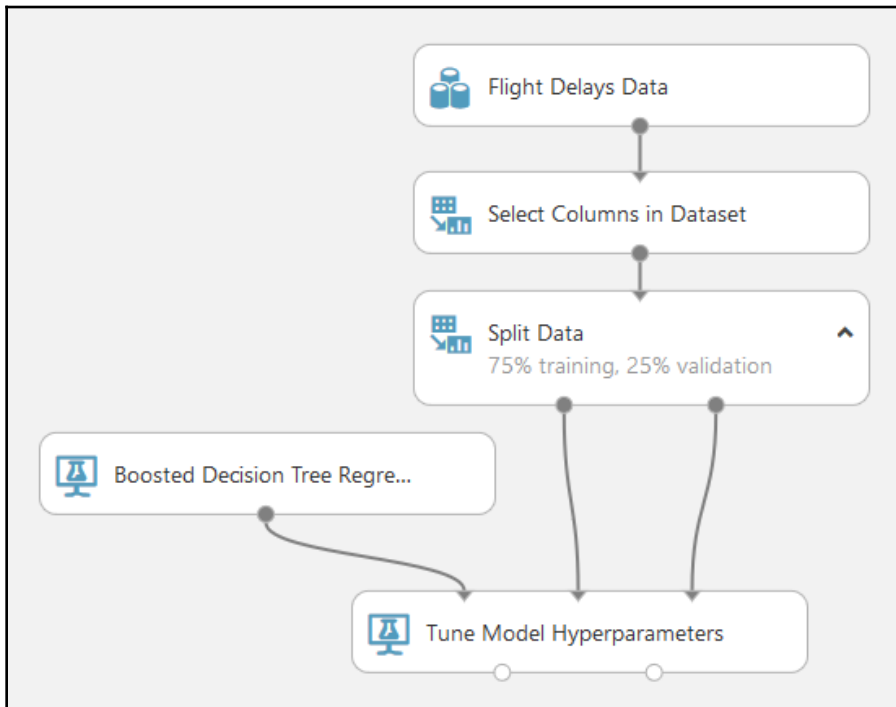 Flight Delays Data
Select Columns in Dataset
Split Data
75% training, 25% validation
Boosted Decision Tree Regre...
Tune Model Hyperparameters